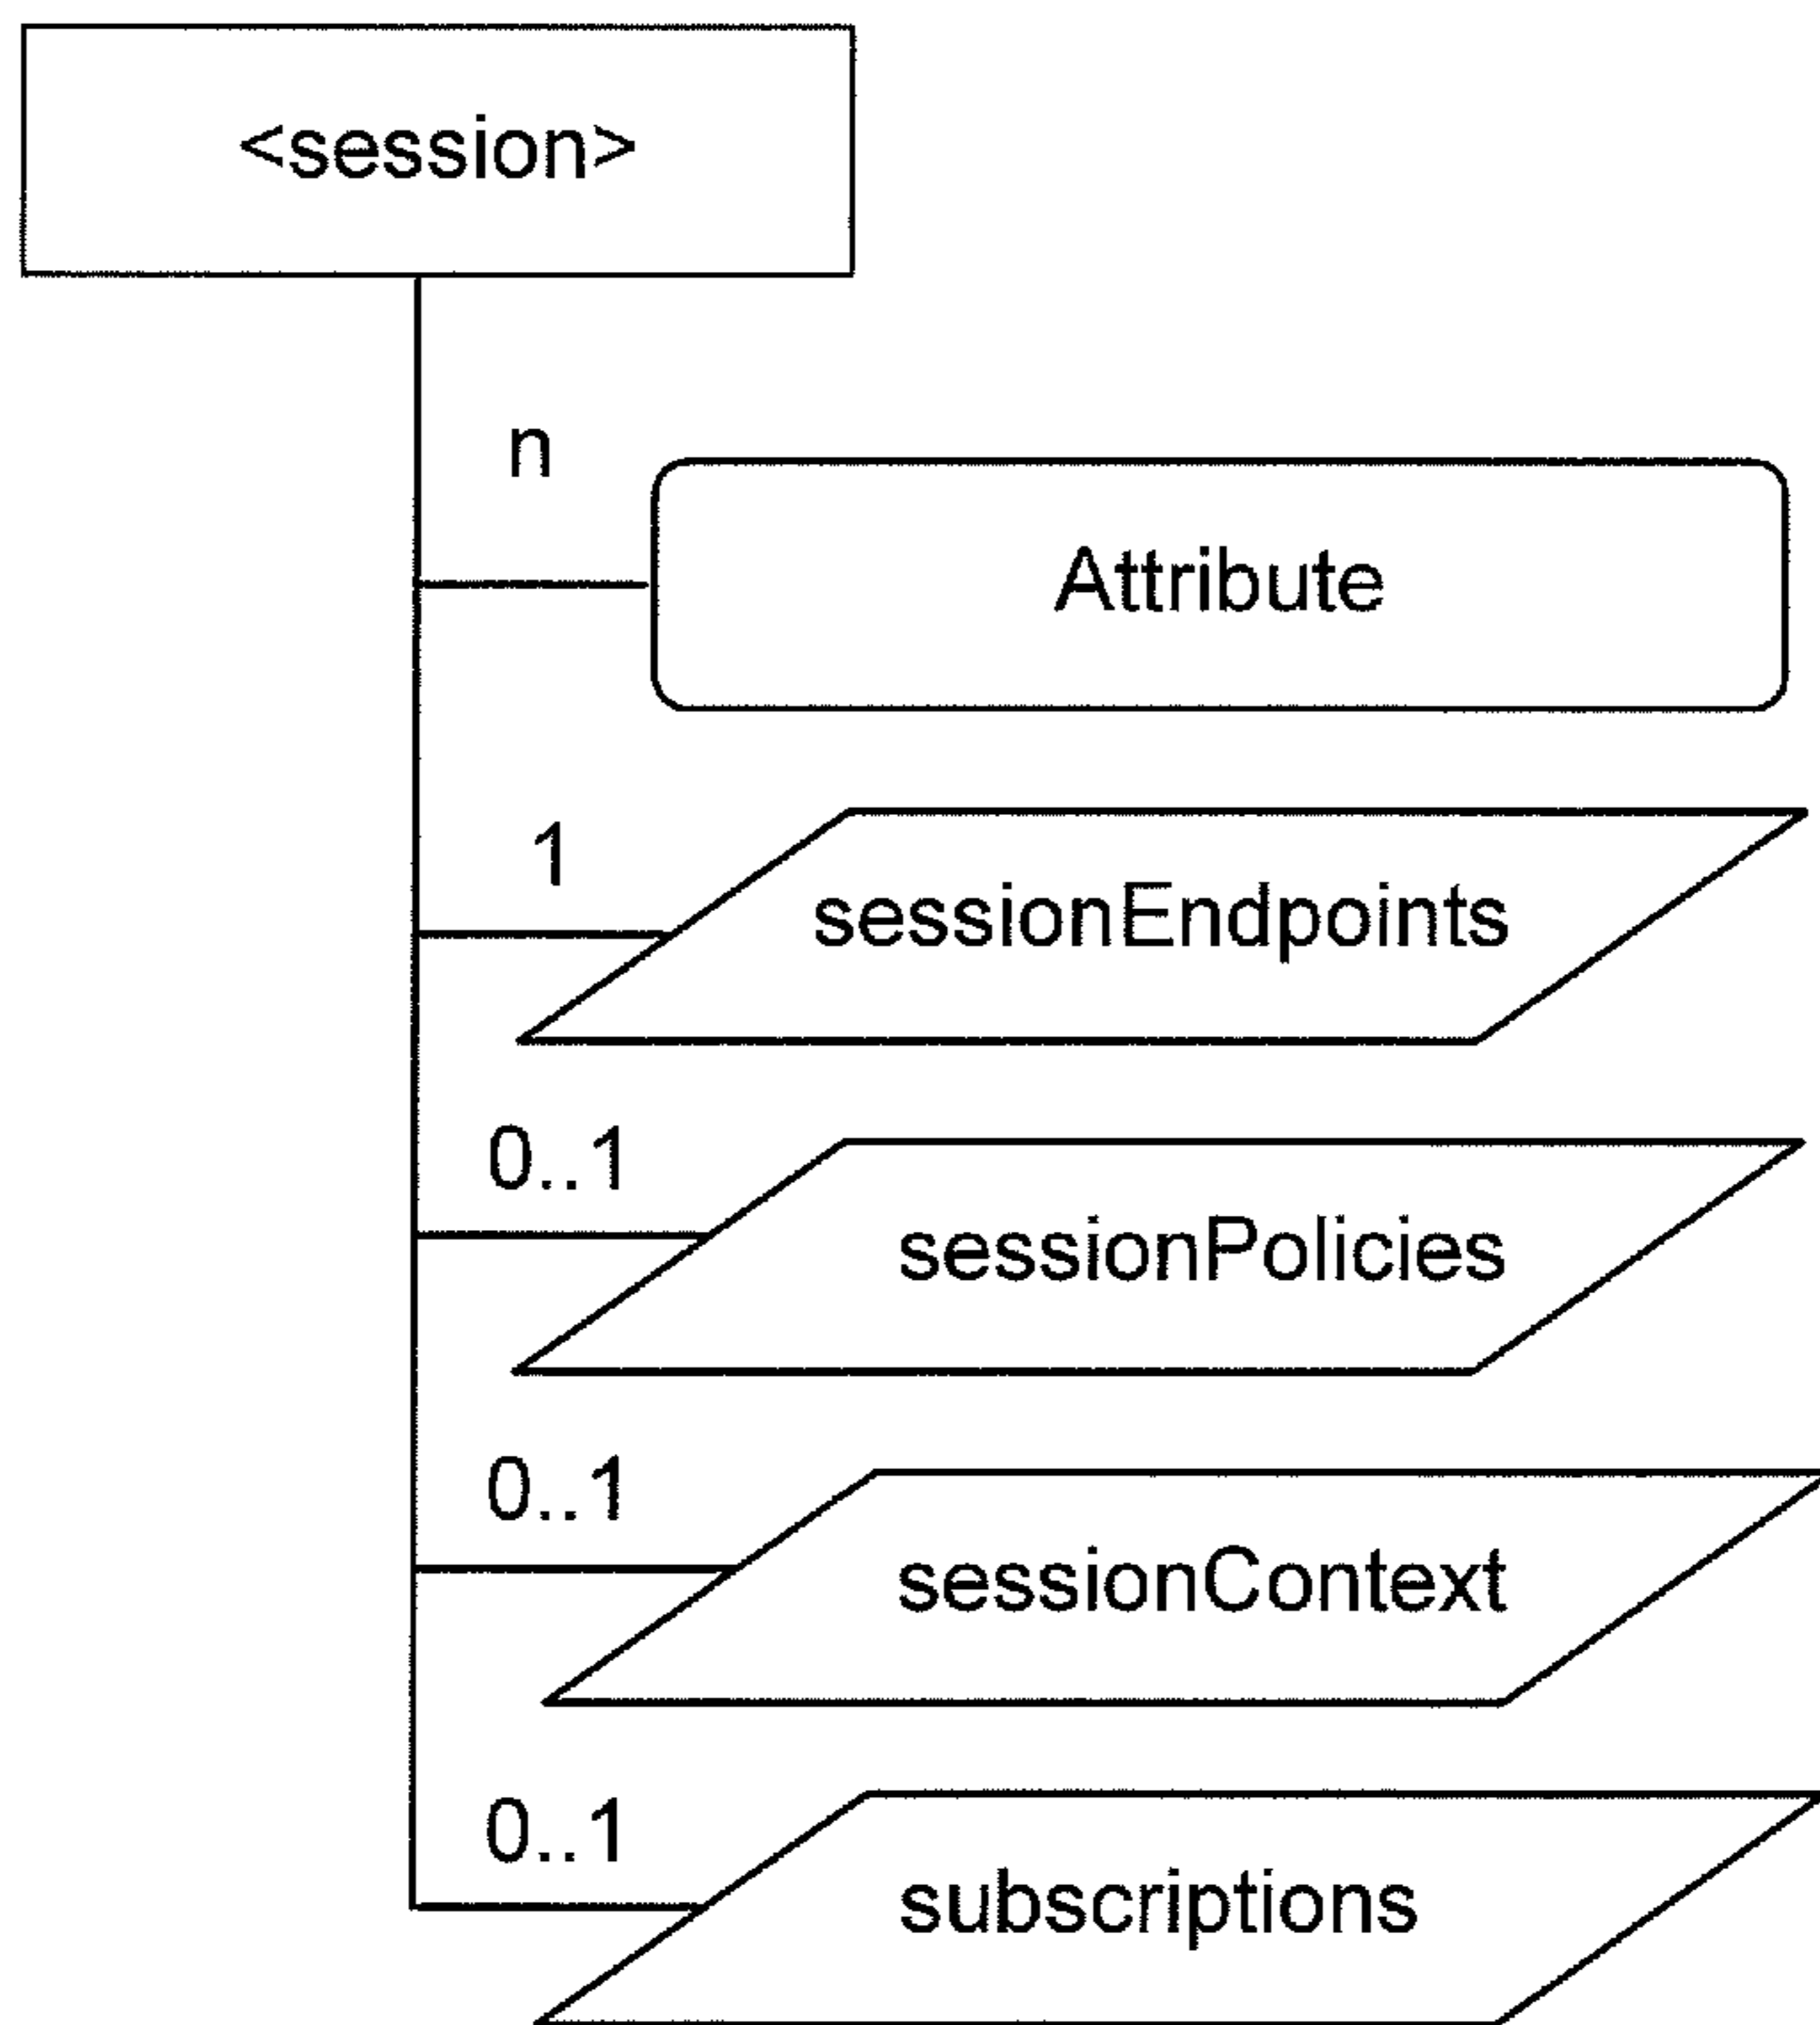 <session>
n
Attribute
1
sessionEndpoints
0..1
sessionPolicies
0..1
sessionContext
0..1
subscriptions